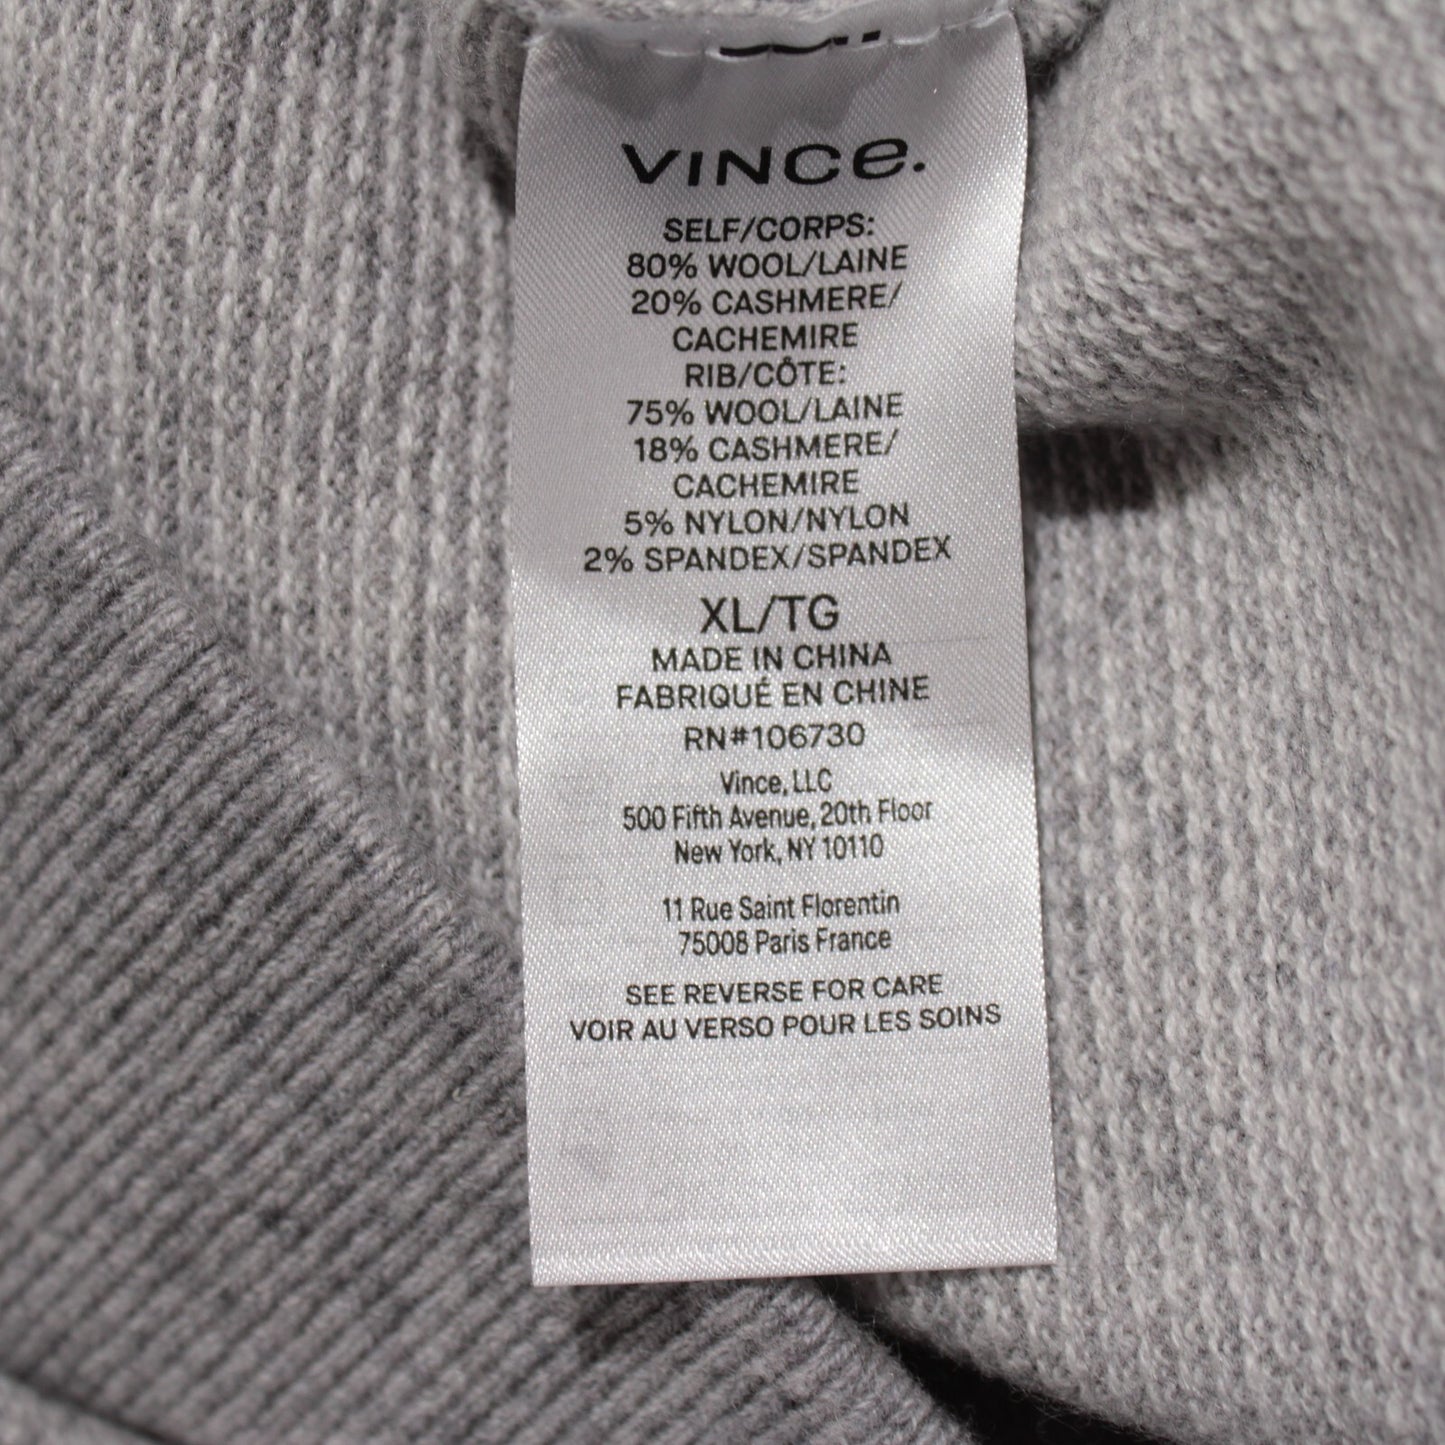 VINCE.
SELF/CORPS:
80% WOOL/LAINE
20% CASHMERE/
CACHEMIRE
RIB/CÔTE:
75% WOOL/LAINE
18% CASHMERE/
CACHEMIRE
5% NYLON/NYLON
2% SPANDEX/SPANDEX
XL/TG
MADE IN CHINA
FABRIQUÉ EN CHINE
RN#106730
Vince, LLC
500 Fifth Avenue, 20th Floor
New York, NY 10110
11 Rue Saint Florentin
75008 Paris France
SEE REVERSE FOR CARE
VOIR AU VERSO POUR LES SOINS